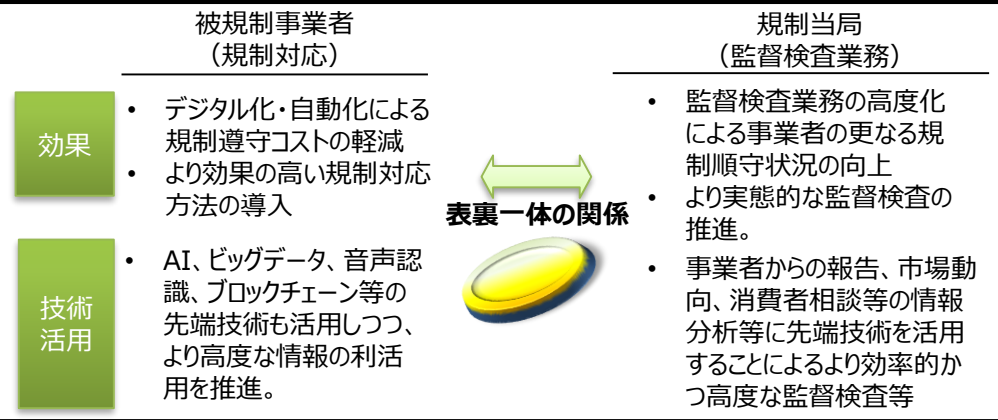 被規制事業者
（規制対応）
規制当局
（監督検査業務）
効果
• デジタル化・自動化による
規制遵守コストの軽減
• より効果の高い規制対応
方法の導入
表裏一体の関係
• 監督検査業務の高度化
による事業者の更なる規
制順守状況の向上
• より実態的な監督検査の
推進。
技術
活用
• AI、ビッグデータ、音声認
識、ブロックチェーン等の
先端技術も活用しつつ、
より高度な情報の利活
用を推進。
• 事業者からの報告、市場動
向、消費者相談等の情報
分析等に先端技術を活用
することによるより効率的か
つ高度な監督検査等